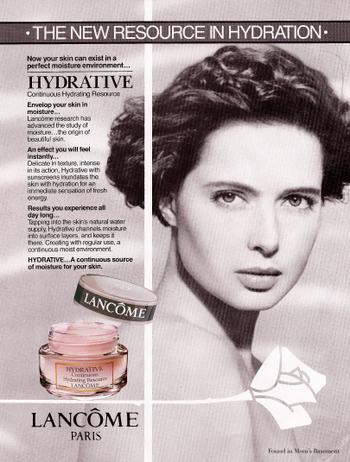 ·THE NEW RESOURCE IN HYDRATION·
Now your skin can exist in a
perfect moisture environment...
HYDRATIVE
Continuous Hydrating Resource
Envelop your skin in
moisture...
Lancôme research has
advanced the study of
moisture...the origin of
beautiful skin.
An effect you will feel
instantly...
Delicate in texture, intense
in its action, Hydrative with
sunscreens inundates the
skin with hydration for an
immediate sensation of fresh
energy.
Results you experience all
day long...
Tapping into the skin's natural water
supply, Hydrative channels moisture
into surface layers, and keeps it
there. Creating with regular use, a
continuous moist environment.
HYDRATIVE...A continuous source
of moisture for your skin.
LANCÔME
HYDRATIVE
Continuous
Hydrating Resource
LANCÔME
LANCÔME
PARIS
Found in Mom's Basement